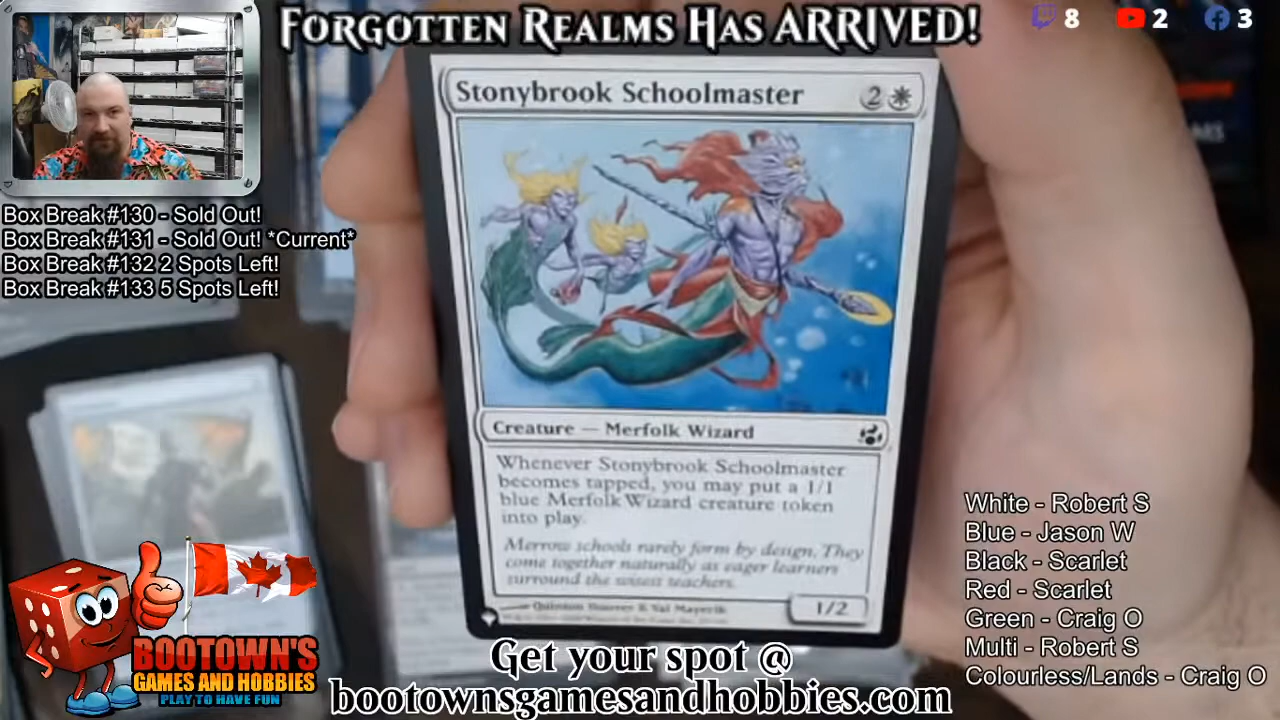 FORGOTTEN REALMS HAS ARRIVED!
8 2 3
Box Break #130 - Sold Out!
Box Break #131 - Sold Out! *Current*
Box Break #132 2 Spots Left!
Box Break #133 5 Spots Left!
Stonybrook Schoolmaster 2
Creature — Merfolk Wizard
Whenever Stonybrook Schoolmaster
becomes tapped, you may put a 1/1
blue Merfolk Wizard creature token
into play.
Merrow schools rarely form by design. They
come together naturally as eager learners
surround the wisest teachers.
1/2
White - Robert S
Blue - Jason W
Black - Scarlet
Red - Scarlet
Green - Craig O
Multi - Robert S
Colourless/Lands - Craig O
BOOTOWN'S
GAMES AND HOBBIES
PLAY TO HAVE FUN
Get your spot @
bootownsgamesandhobbies.com